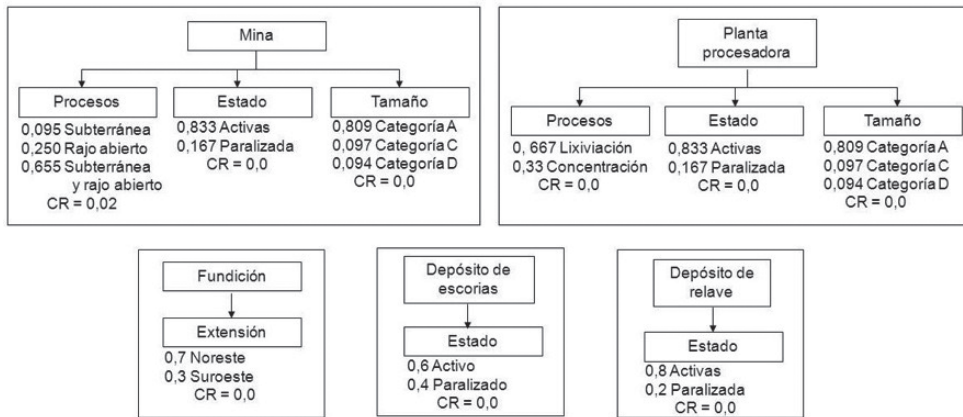 Mina
Procesos
0,095 Subterránea
0,250 Rajo abierto
0,655 Subterránea
y rajo abierto
CR = 0,02
Estado
0,833 Activas
0,167 Paralizada
CR = 0,0
Tamaño
0,809 Categoría A
0,097 Categoría C
0,094 Categoría D
CR = 0,0
Planta
procesadora
Procesos
0, 667 Lixiviación
0,33 Concentración
CR = 0,0
Estado
0,833 Activas
0,167 Paralizada
CR = 0,0
Tamaño
0,809 Categoría A
0,097 Categoría C
0,094 Categoría D
CR = 0,0
Fundición
Extensión
0,7 Noreste
0,3 Suroeste
CR = 0,0
Depósito de
escorias
Estado
0,6 Activo
0,4 Paralizado
CR = 0,0
Depósito de
relave
Estado
0,8 Activas
0,2 Paralizada
CR = 0,0